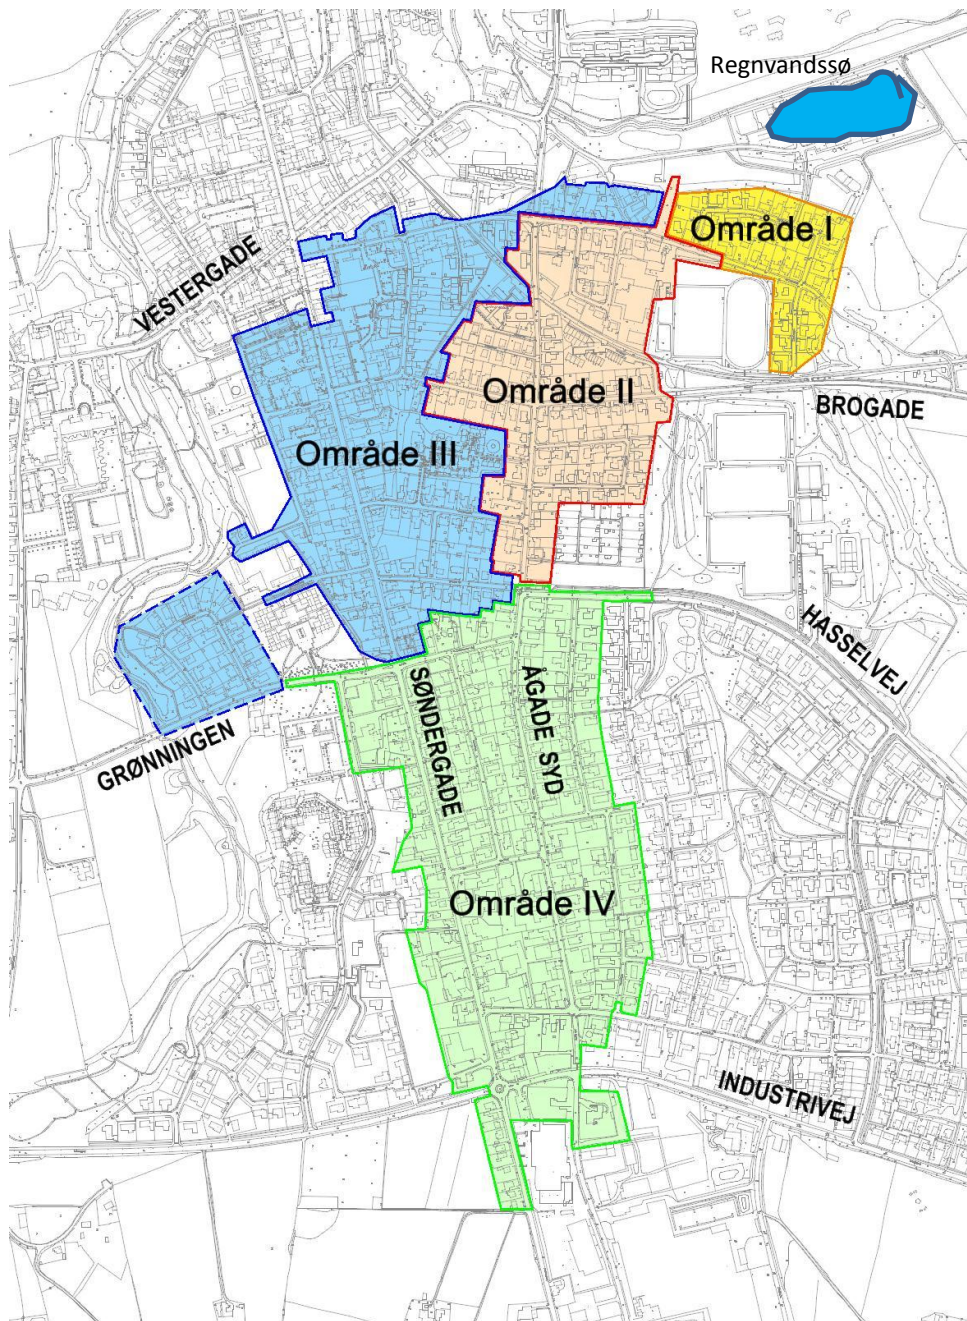 Regnvandssø
Område I
VESTERGADE
Område II
BROGADE
Område III
HASSELVEJ
SØNDERGADE
ÅGADE SYD
GRØNNINGEN
Område IV
INDUSTRIVEJ